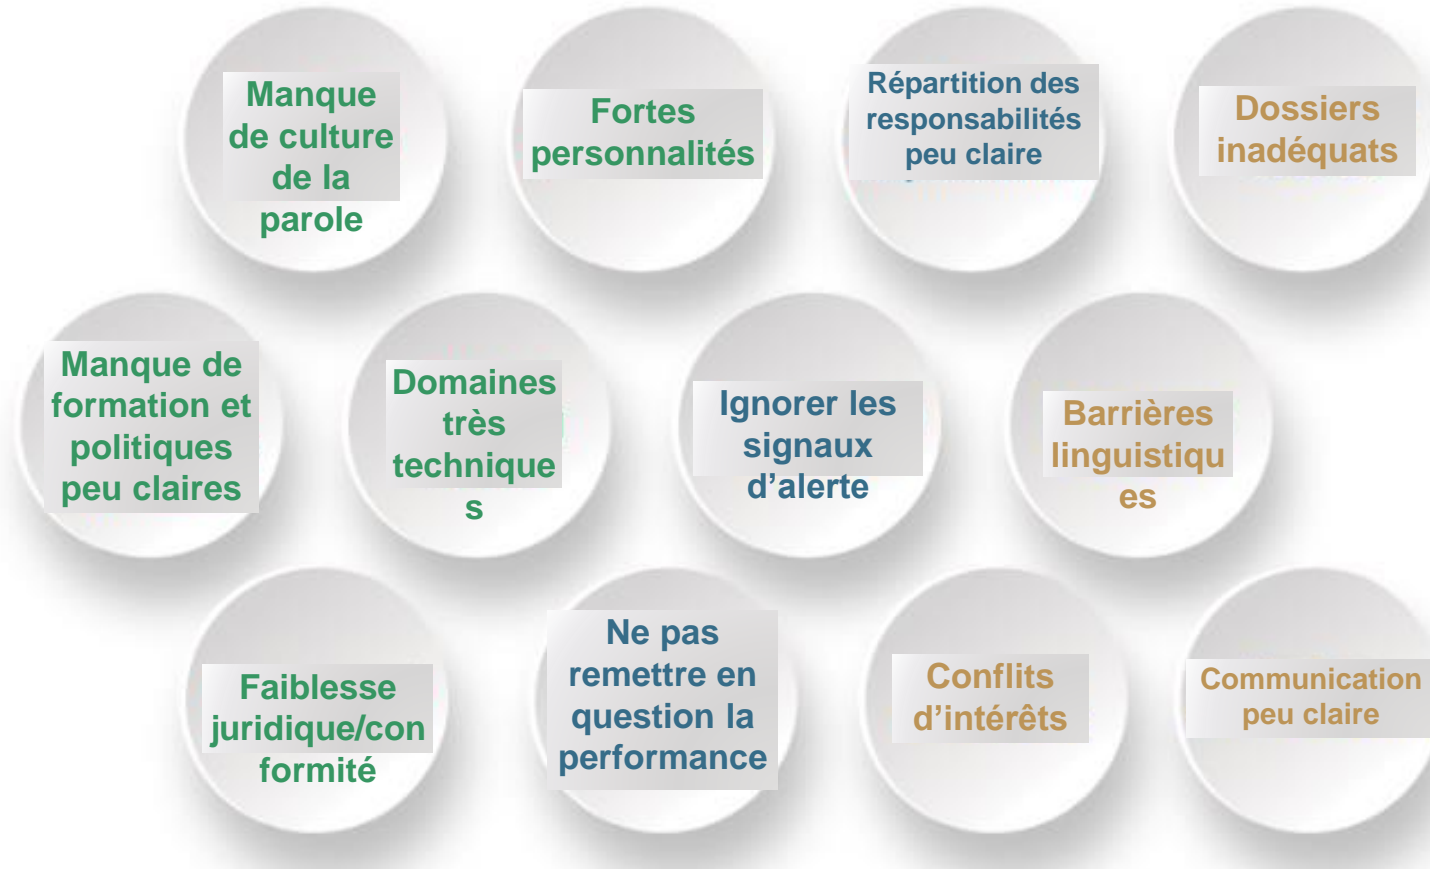 Manque
de culture
de la
parole
Fortes
personnalités
Répartition des
responsabilités
peu claire
Dossiers
inadéquats
Manque de
formation et
politiques
peu claires
Domaines
très
technique
s
Ignorer les
signaux
d’alerte
Barrières
linguistiqu
es
Faiblesse
juridique/con
formité
Ne pas
remettre en
question la
performance
Conflits
d’intérêts
Communication
peu claire